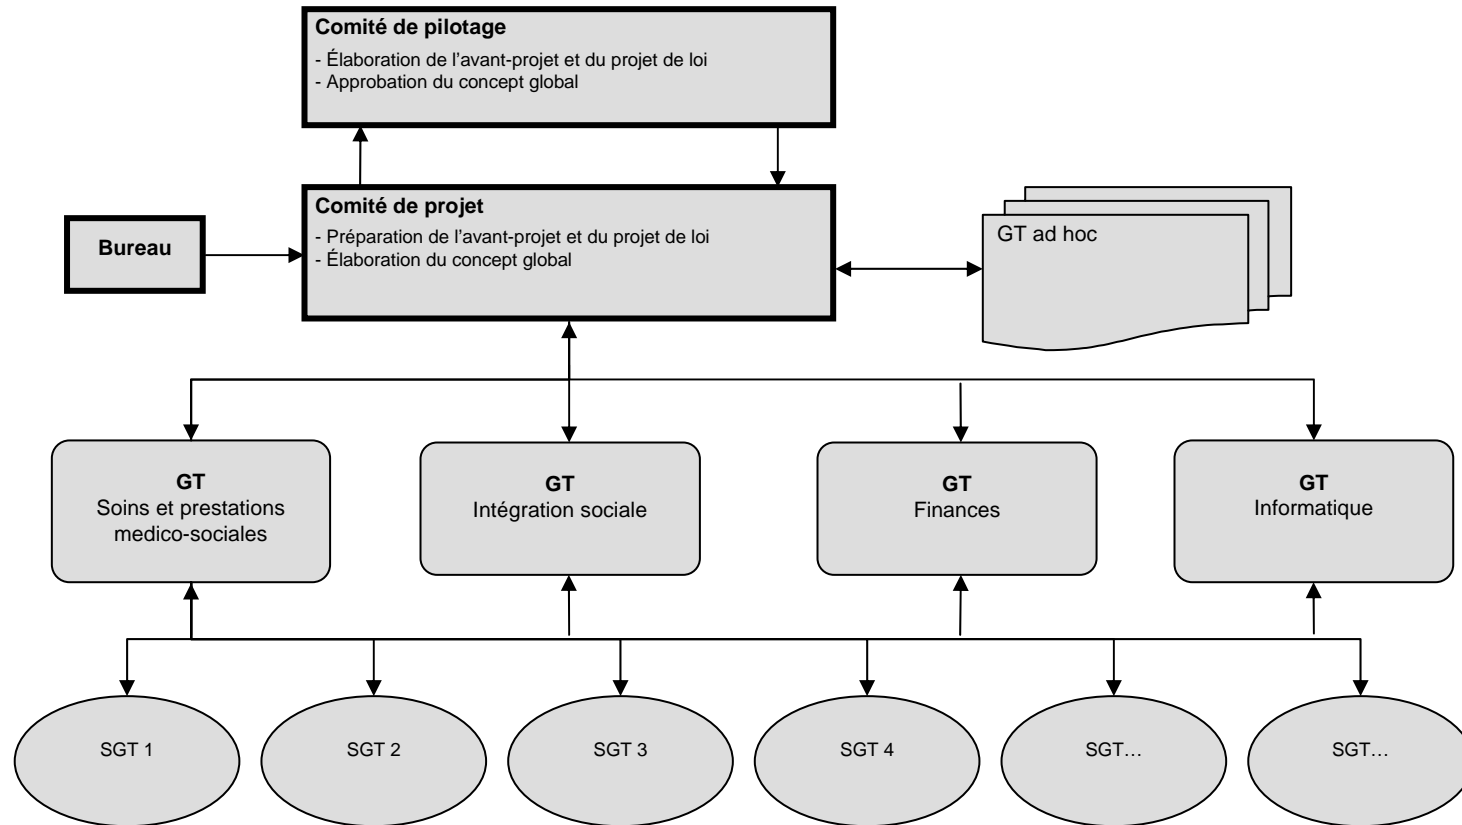 Comité de pilotage
- Élaboration de l’avant-projet et du projet de loi
- Approbation du concept global
Comité de projet
- Préparation de l’avant-projet et du projet de loi
- Élaboration du concept global
Bureau
GT ad hoc
GT
Soins et prestations
medico-sociales
GT
Intégration sociale
GT
Finances
GT
Informatique
SGT 1
SGT 2
SGT 3
SGT 4
SGT…
SGT…